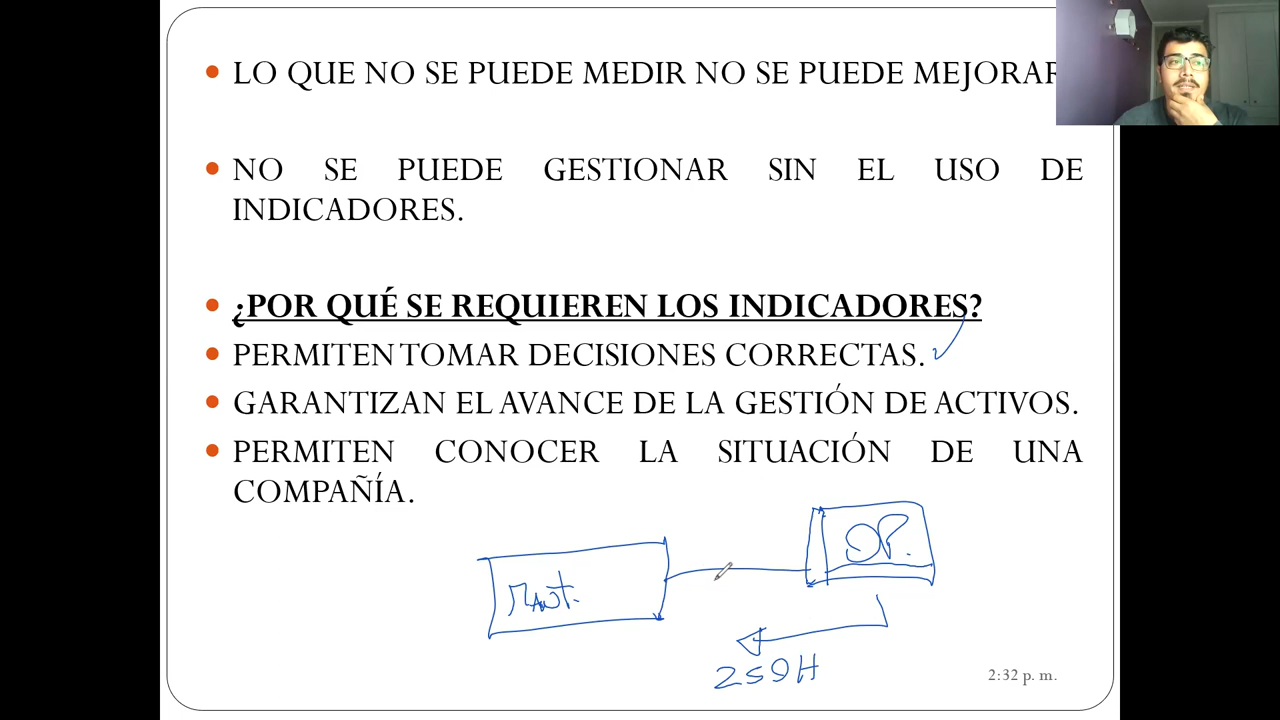 LO QUE NO SE PUEDE MEDIR NO SE PUEDE MEJORAR
NO SE PUEDE GESTIONAR SIN EL USO DE
INDICADORES.
¿POR QUÉ SE REQUIEREN LOS INDICADORES?
PERMITEN TOMAR DECISIONES CORRECTAS.
GARANTIZAN EL AVANCE DE LA GESTIÓN DE ACTIVOS.
PERMITEN CONOCER LA SITUACIÓN DE UNA
COMPAÑÍA.
OP.
Mant.
250H
2:32 p. m.